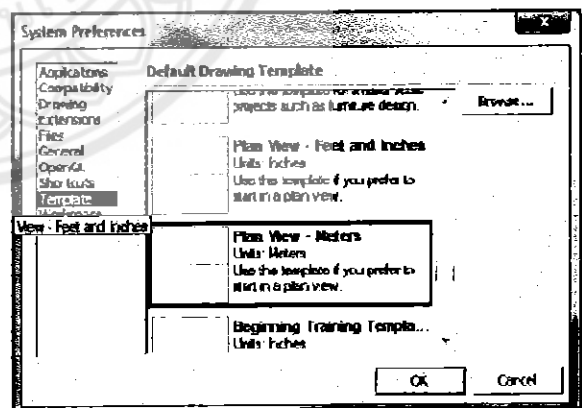 System Preferences
X
Applications
Compatibility
Drawing
Extensions
Files
General
OpenGL
Shortcuts
Template
Workspace
View - Feet and Inches
Default Drawing Template
projects such as furniture design.
Browse...
Plan View - Feet and Inches
Units: Inches
Use this template if you prefer to
start in a plan view.
Plan View - Meters
Units: Meters
Use this template if you prefer to
start in a plan view.
Beginning Training Templa...
Units: Inches
OK
Cancel